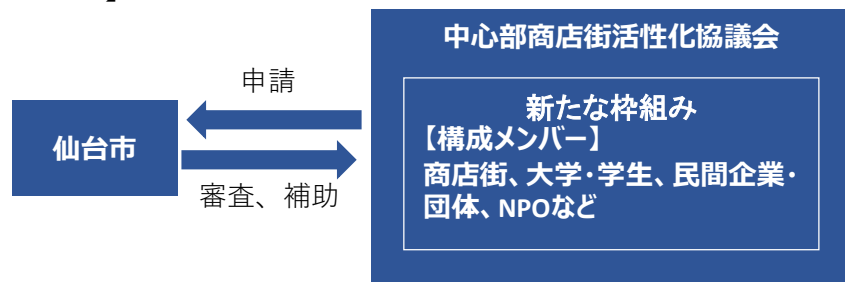 中心部商店街活性化協議会
申請
新たな枠組み
【構成メンバー】
仙台市
商店街、大学・学生、民間企業・
団体、NPOなど
審査、補助